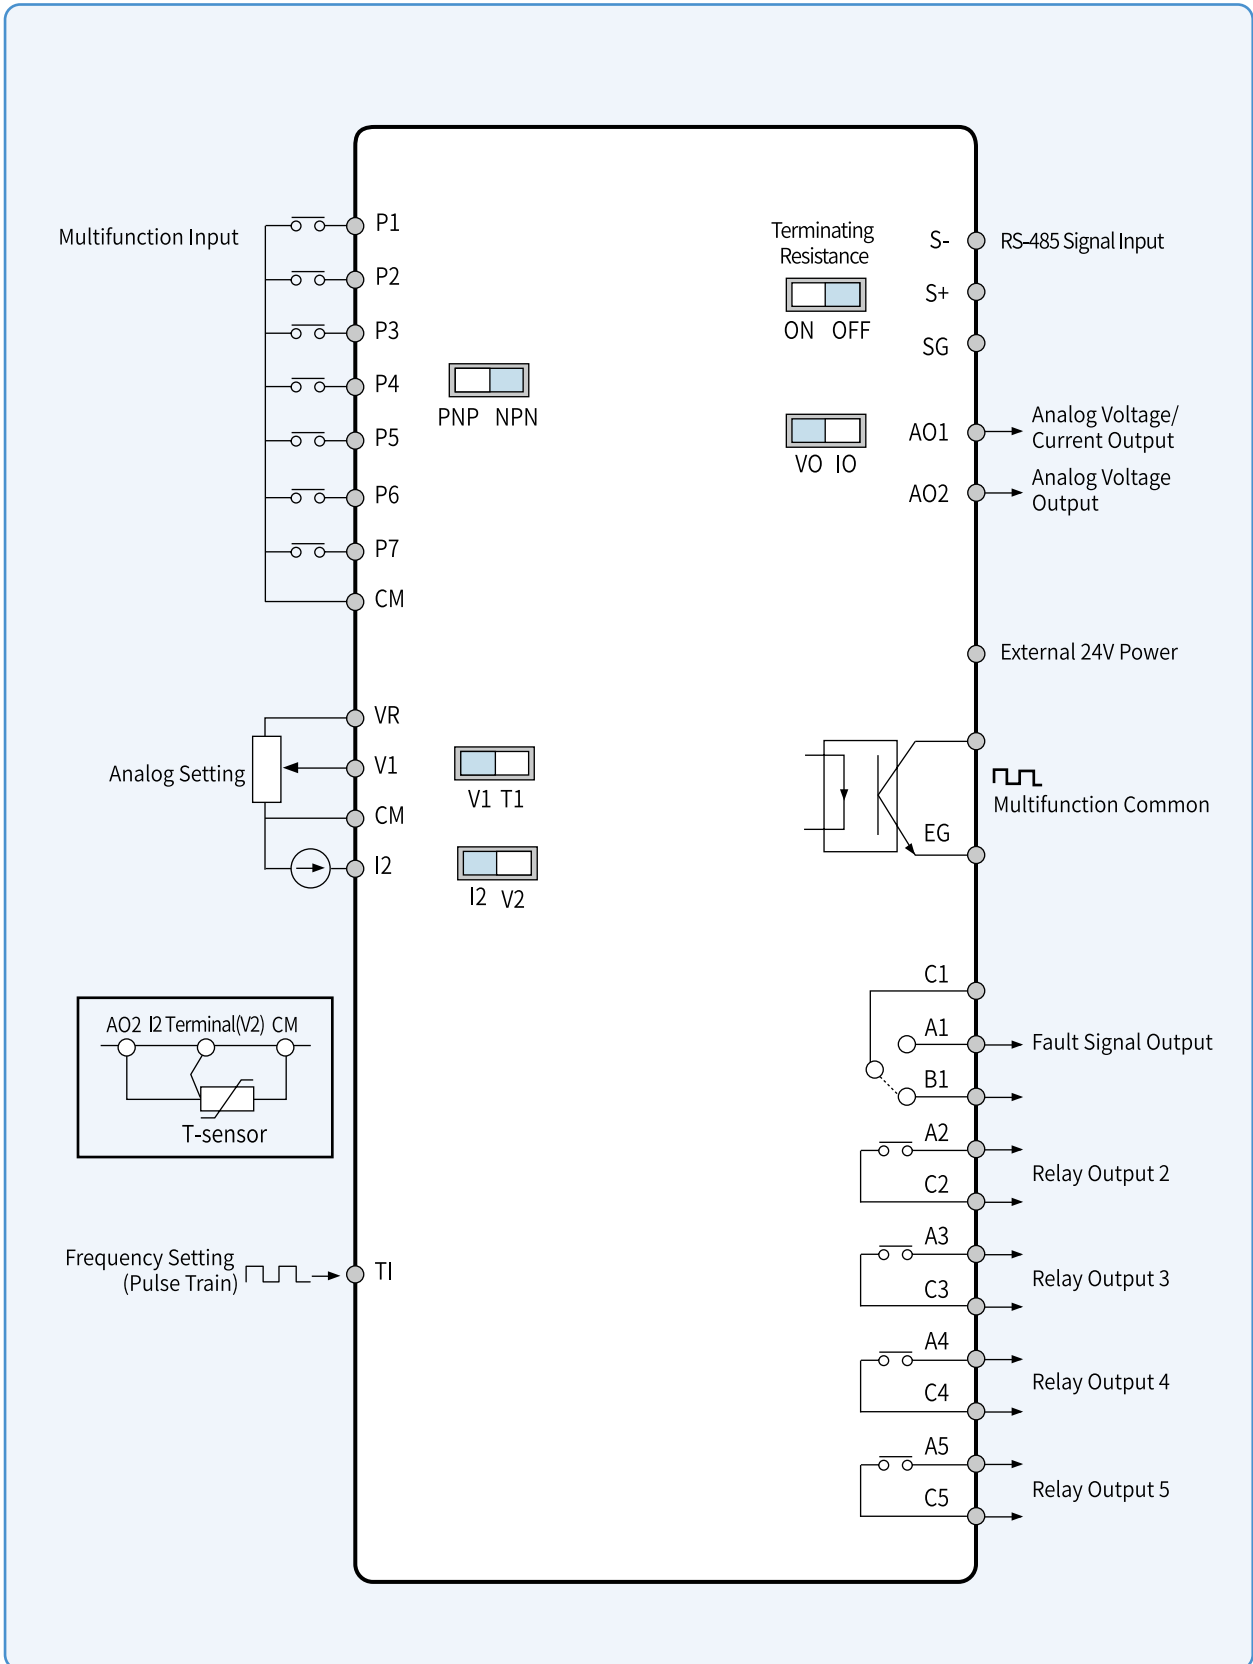 Multifunction Input
P1
P2
P3
P4
P5
P6
P7
CM
PNP NPN
Terminating
Resistance
ON OFF
S-
RS-485 Signal Input
S+
SG
VO IO
AO1
Analog Voltage/
Current Output
AO2
Analog Voltage
Output
External 24V Power
Analog Setting
VR
V1
CM
I2
V1 T1
I2 V2
EG
Multifunction Common
AO2 I2 Terminal(V2) CM
T-sensor
Frequency Setting
(Pulse Train)
TI
C1
A1
Fault Signal Output
B1
A2
Relay Output 2
C2
A3
Relay Output 3
C3
A4
Relay Output 4
C4
A5
Relay Output 5
C5